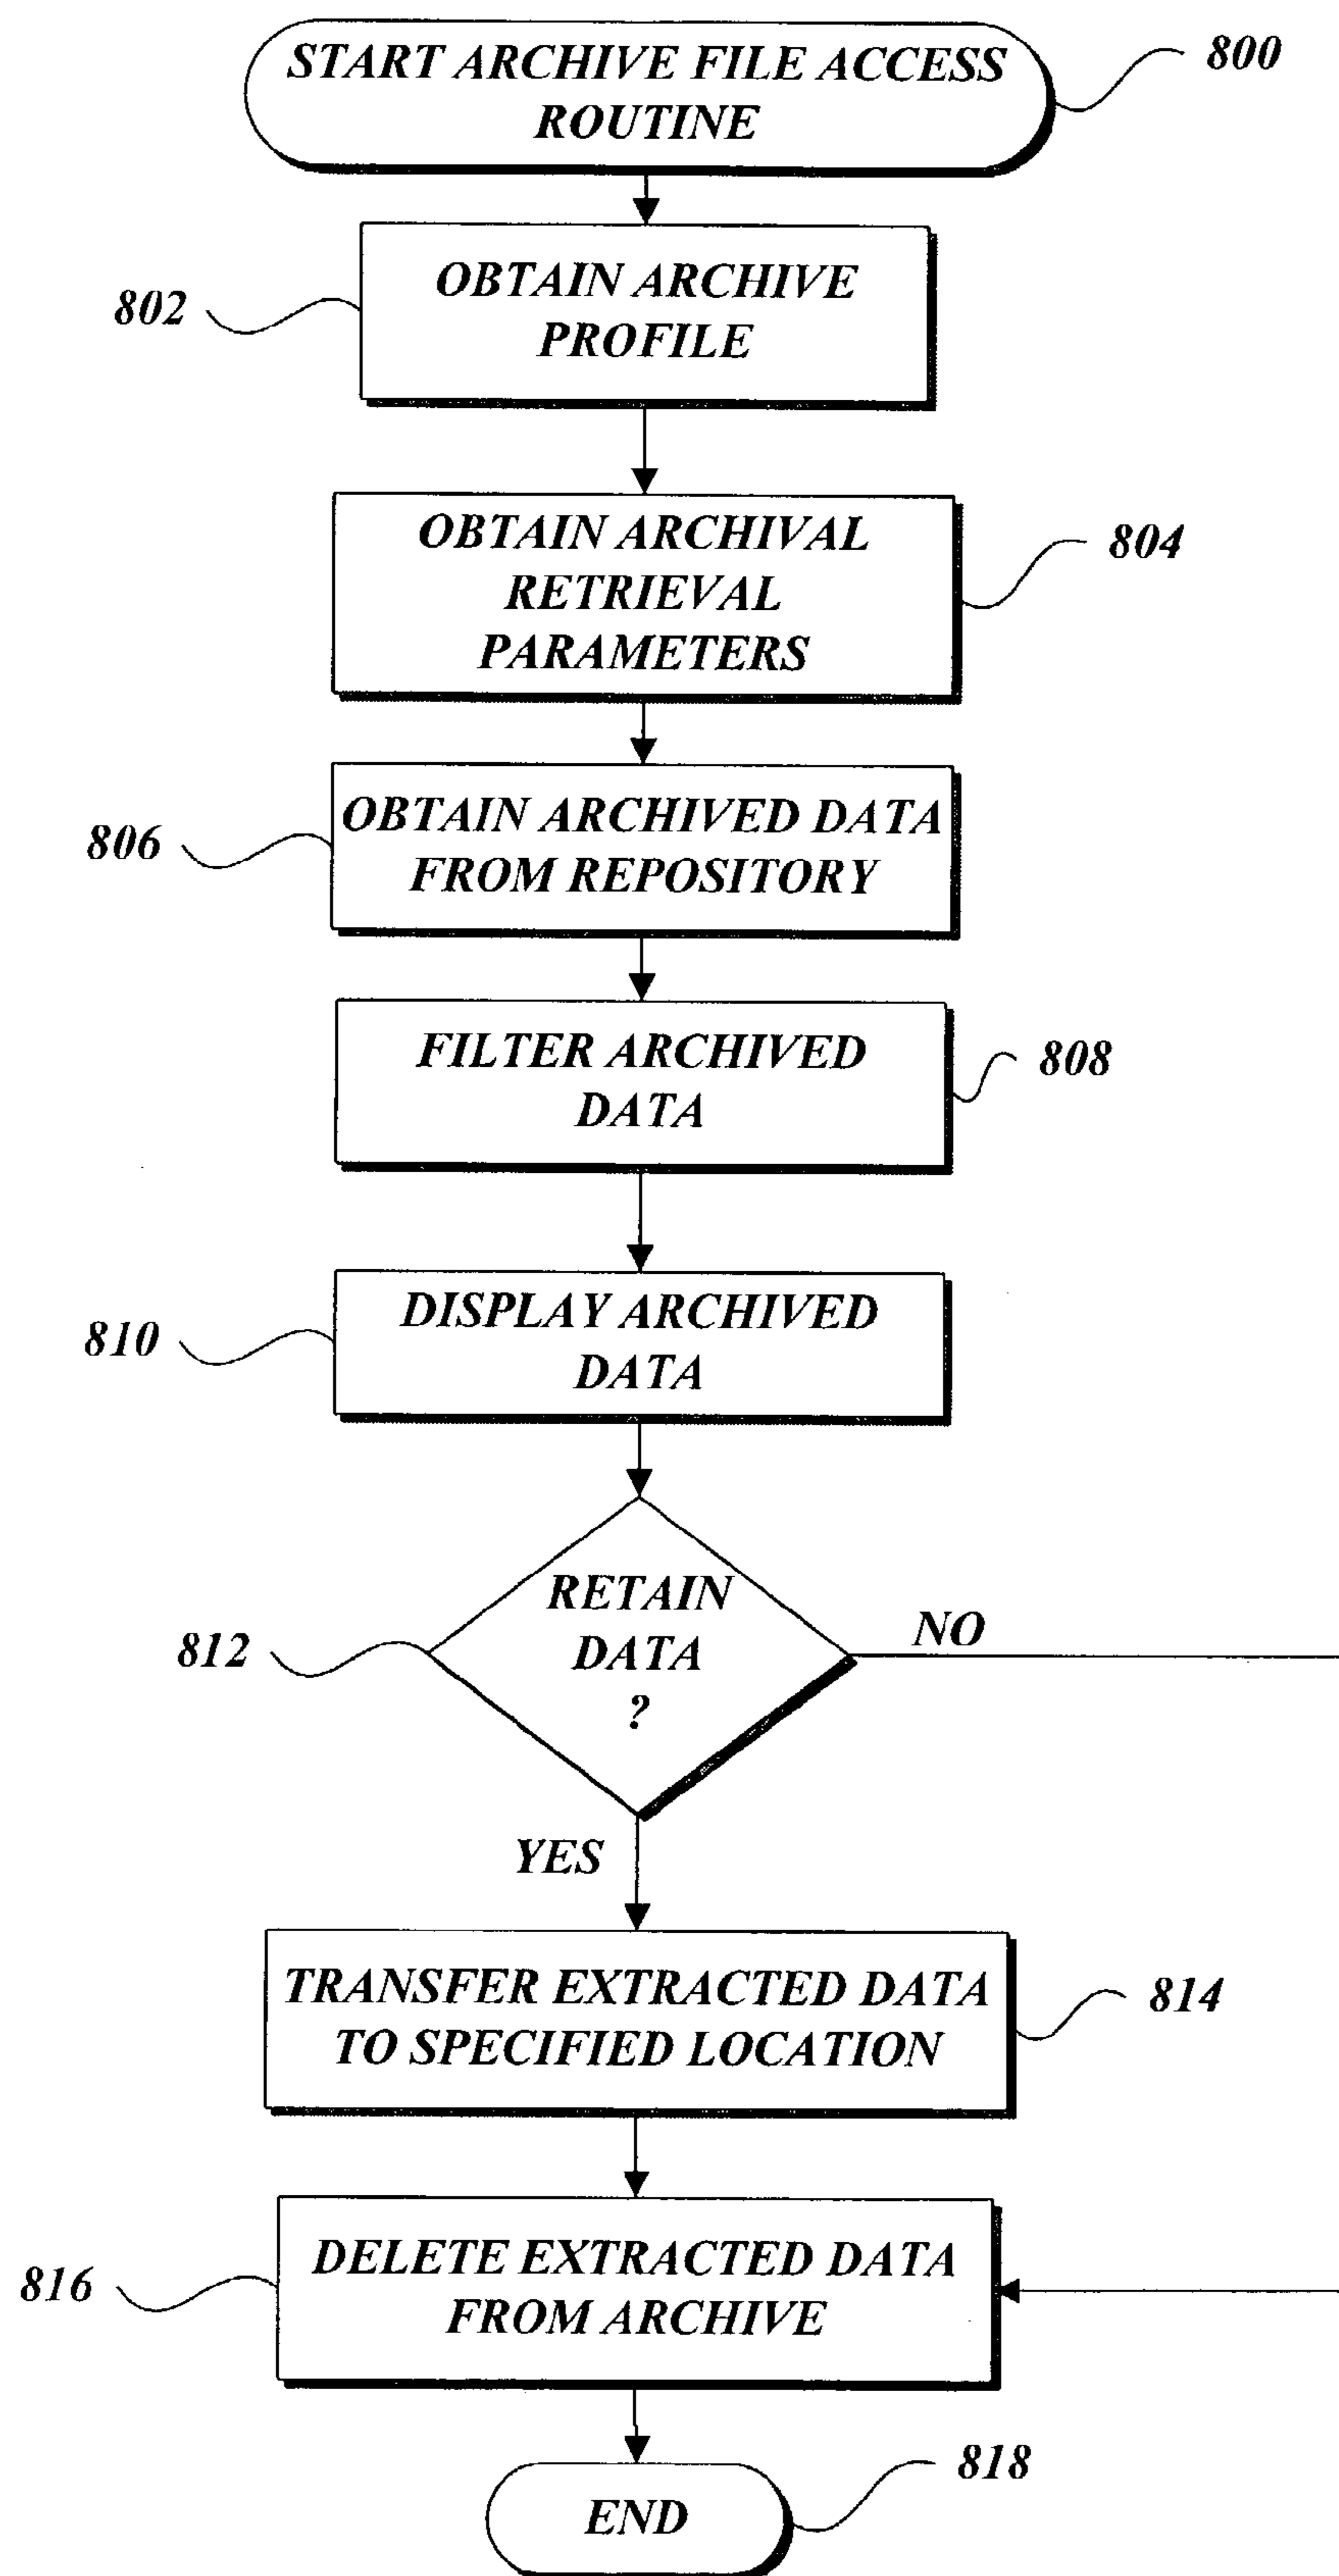 START ARCHIVE FILE ACCESS
ROUTINE
800
OBTAIN ARCHIVE
PROFILE
802
OBTAIN ARCHIVAL
RETRIEVAL
PARAMETERS
804
OBTAIN ARCHIVED DATA
FROM REPOSITORY
806
FILTER ARCHIVED
DATA
808
DISPLAY ARCHIVED
DATA
810
RETAIN
DATA
?
812
NO
YES
TRANSFER EXTRACTED DATA
TO SPECIFIED LOCATION
814
DELETE EXTRACTED DATA
FROM ARCHIVE
816
END
818